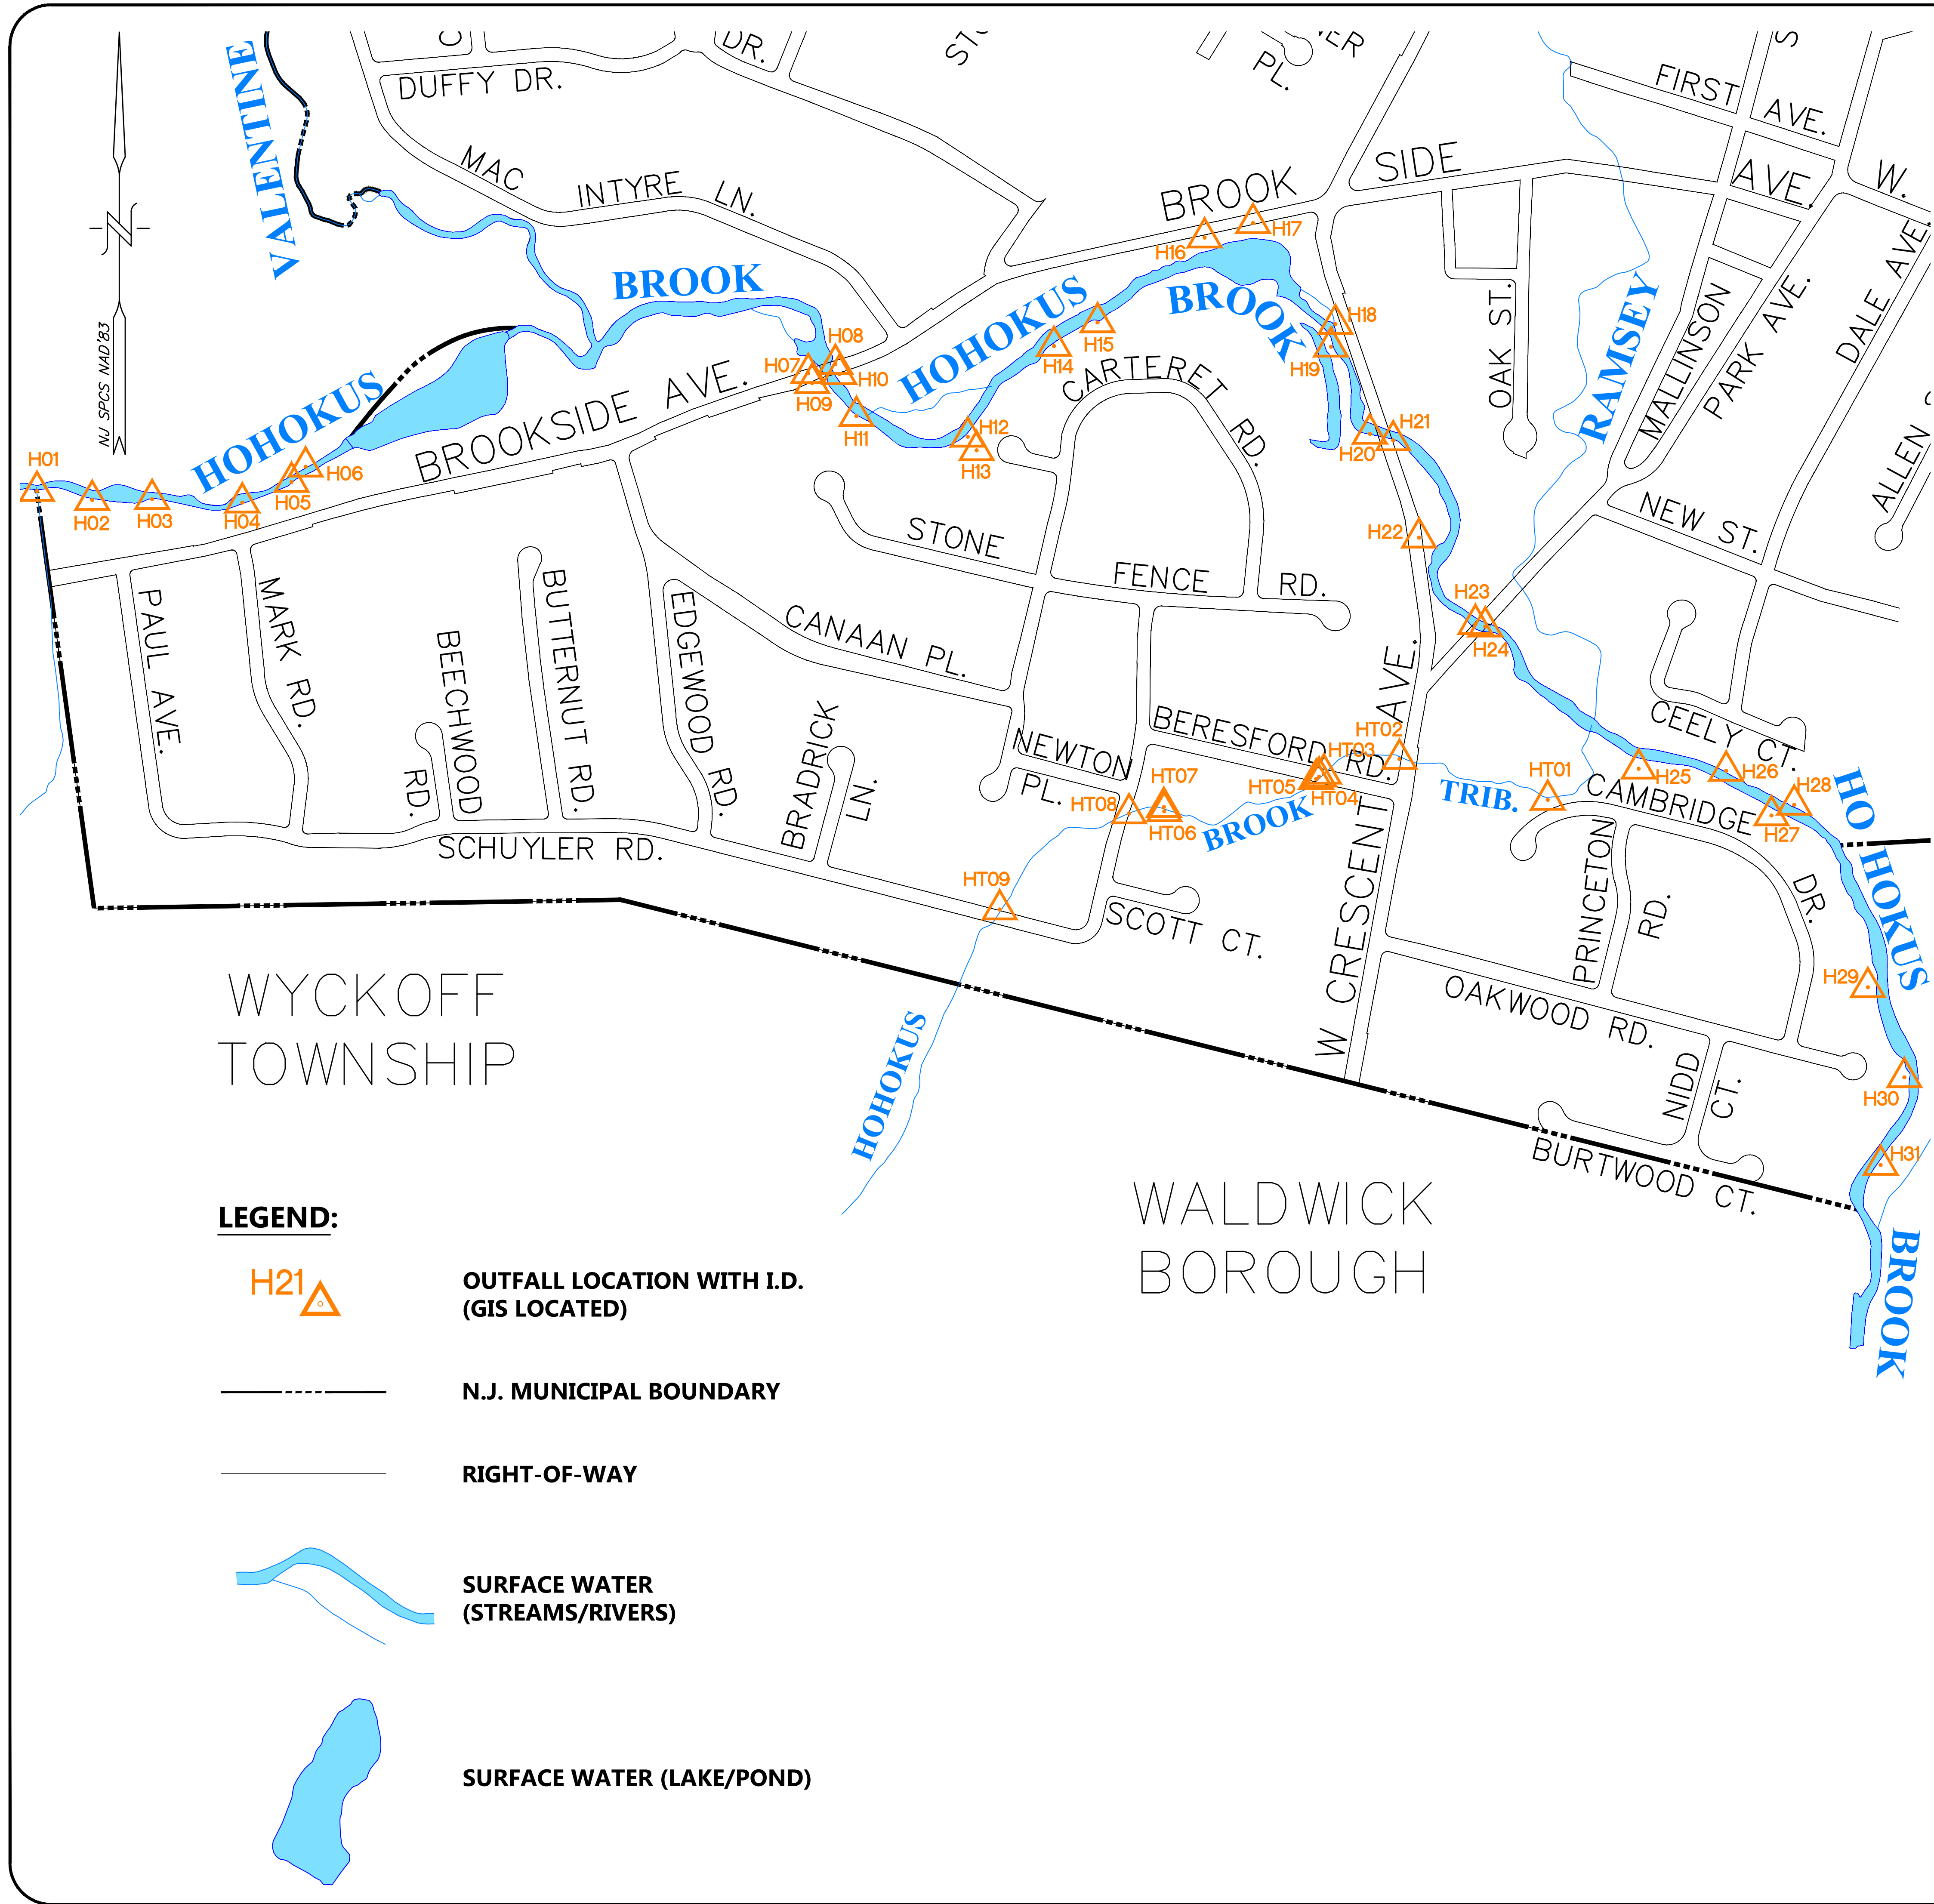 DR.
PL.
DUFFY DR.
VALENTINE
FIRST AVE.
MAC INTYRE LN.
BROOK SIDE AVE.
W.
DALE AVE.
H16
H17
BROOK
HOHOKUS
BROOK
RAMSEY
OAK ST.
MALLINSON
PARK AVE.
ALLEN
NJ SPCS NAD'83
N
H18
H19
H15
H14
H08
H07
H10
H09
H11
H12
H13
CARTERET RD.
H20
H21
HOHOKUS
BROOKSIDE AVE.
H01
H02
H03
H04
H05
H06
H22
NEW ST.
STONE FENCE RD.
H23
H24
PAUL AVE.
MARK RD.
BEECHWOOD RD.
BUTTERNUT RD.
EDGEWOOD RD.
CANAAN PL.
BRADRICK LN.
NEWTON PL.
BERESFORD RD.
W CRESCENT AVE.
HT02
HT03
HT05
HT04
HT07
HT06
HT08
HT01
BROOK
TRIB.
CEELY CT.
H25
H26
H28
H27
CAMBRIDGE DR.
HO HOKUS
SCHUYLER RD.
HT09
SCOTT CT.
PRINCETON RD.
H29
OAKWOOD RD.
NIDD CT.
H30
H31
BURTWOOD CT.
HOHOKUS
BROOK
WYCKOFF
TOWNSHIP
WALDWICK
BOROUGH
LEGEND:
H21
OUTFALL LOCATION WITH I.D.
(GIS LOCATED)
N.J. MUNICIPAL BOUNDARY
RIGHT-OF-WAY
SURFACE WATER
(STREAMS/RIVERS)
SURFACE WATER (LAKE/POND)